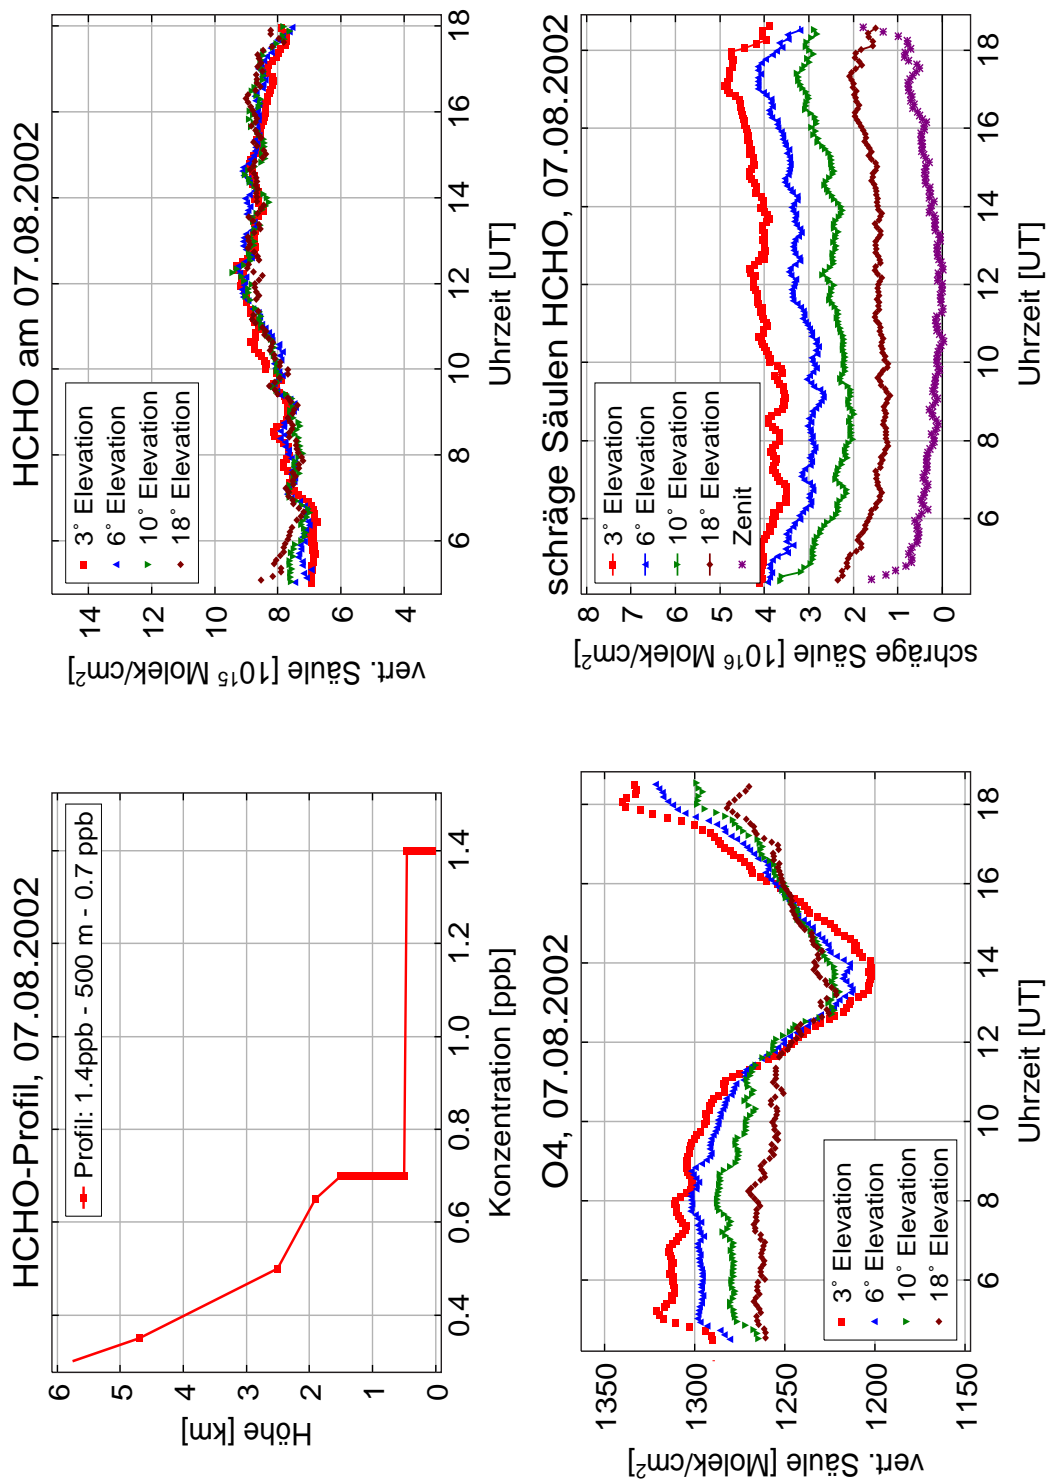 HCHO-Profil, 07.08.2002
Profil: 1.4ppb - 500 m - 0.7 ppb
Höhe [km]
6
5
4
3
2
1
0
0.4
0.6
0.8
1.0
1.2
1.4
Konzentration [ppb]
HCHO am 07.08.2002
3° Elevation
6° Elevation
10° Elevation
18° Elevation
vert. Säule [10¹⁵ Molek/cm²]
14
12
10
8
6
4
6
8
10
12
14
16
18
Uhrzeit [UT]
O4, 07.08.2002
3° Elevation
6° Elevation
10° Elevation
18° Elevation
vert. Säule [Molek/cm²]
1350
1300
1250
1200
1150
6
8
10
12
14
16
18
Uhrzeit [UT]
schräge Säulen HCHO, 07.08.2002
3° Elevation
6° Elevation
10° Elevation
18° Elevation
Zenit
schräge Säule [10¹⁶ Molek/cm²]
8
7
6
5
4
3
2
1
0
6
8
10
12
14
16
18
Uhrzeit [UT]